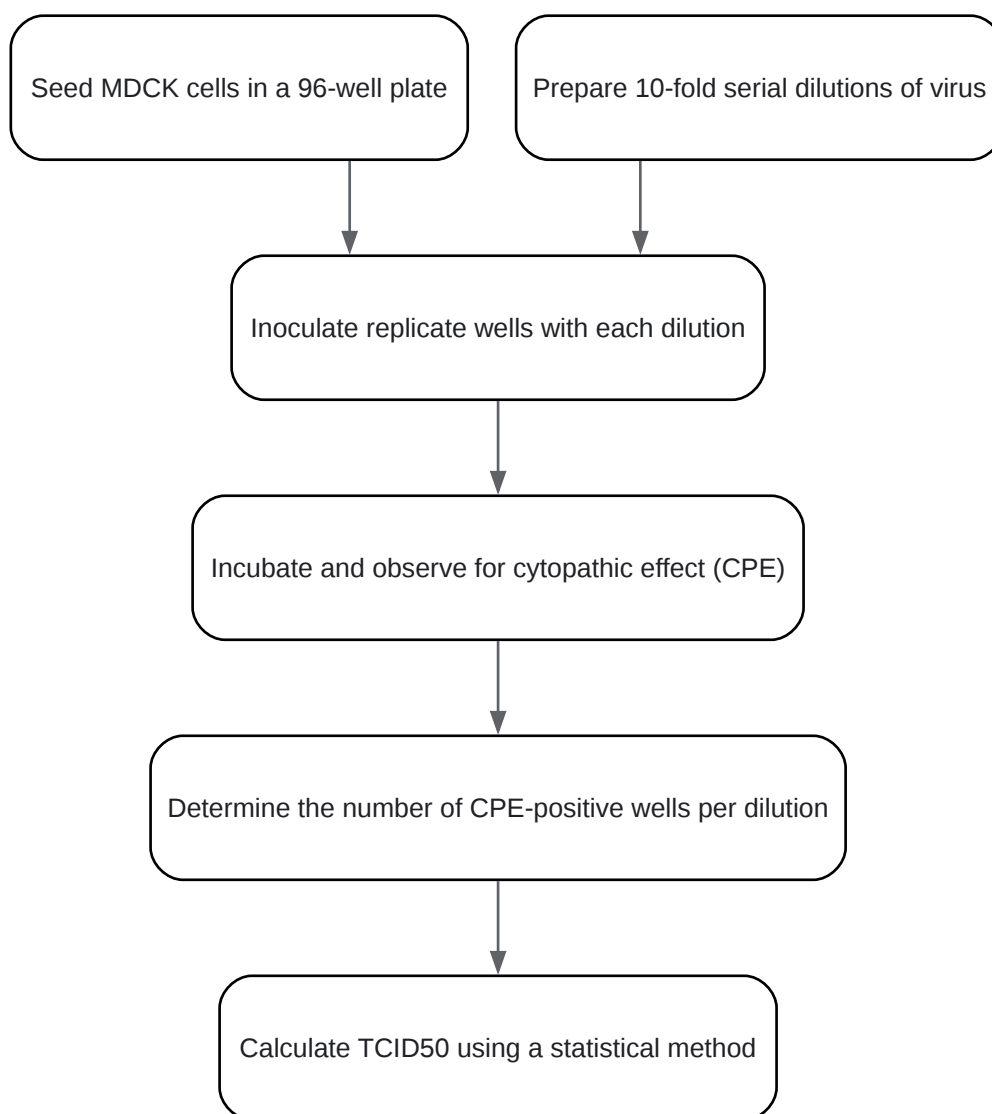 Seed MDCK cells in a 96-well plate
Prepare 10-fold serial dilutions of virus
Inoculate replicate wells with each dilution
Incubate and observe for cytopathic effect (CPE)
Determine the number of CPE-positive wells per dilution
Calculate TCID50 using a statistical method